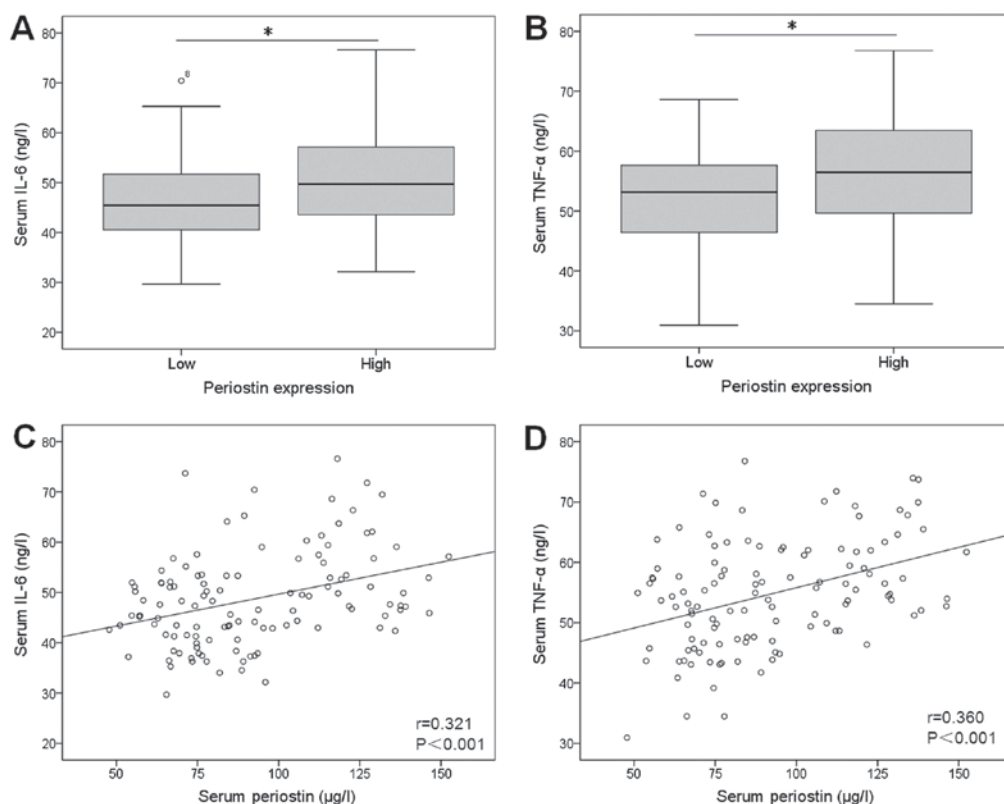 A
*
80
70
60
50
40
30
20
Serum IL-6 (ng/l)
Low
High
Periostin expression
B
*
80
70
60
50
40
30
Serum TNF-α (ng/l)
Low
High
Periostin expression
C
80
70
60
50
40
30
20
Serum IL-6 (ng/l)
r=0.321
P<0.001
50
75
100
125
150
Serum periostin (μg/l)
D
80
70
60
50
40
30
Serum TNF-α (ng/l)
r=0.360
P<0.001
50
75
100
125
150
Serum periostin (μg/l)